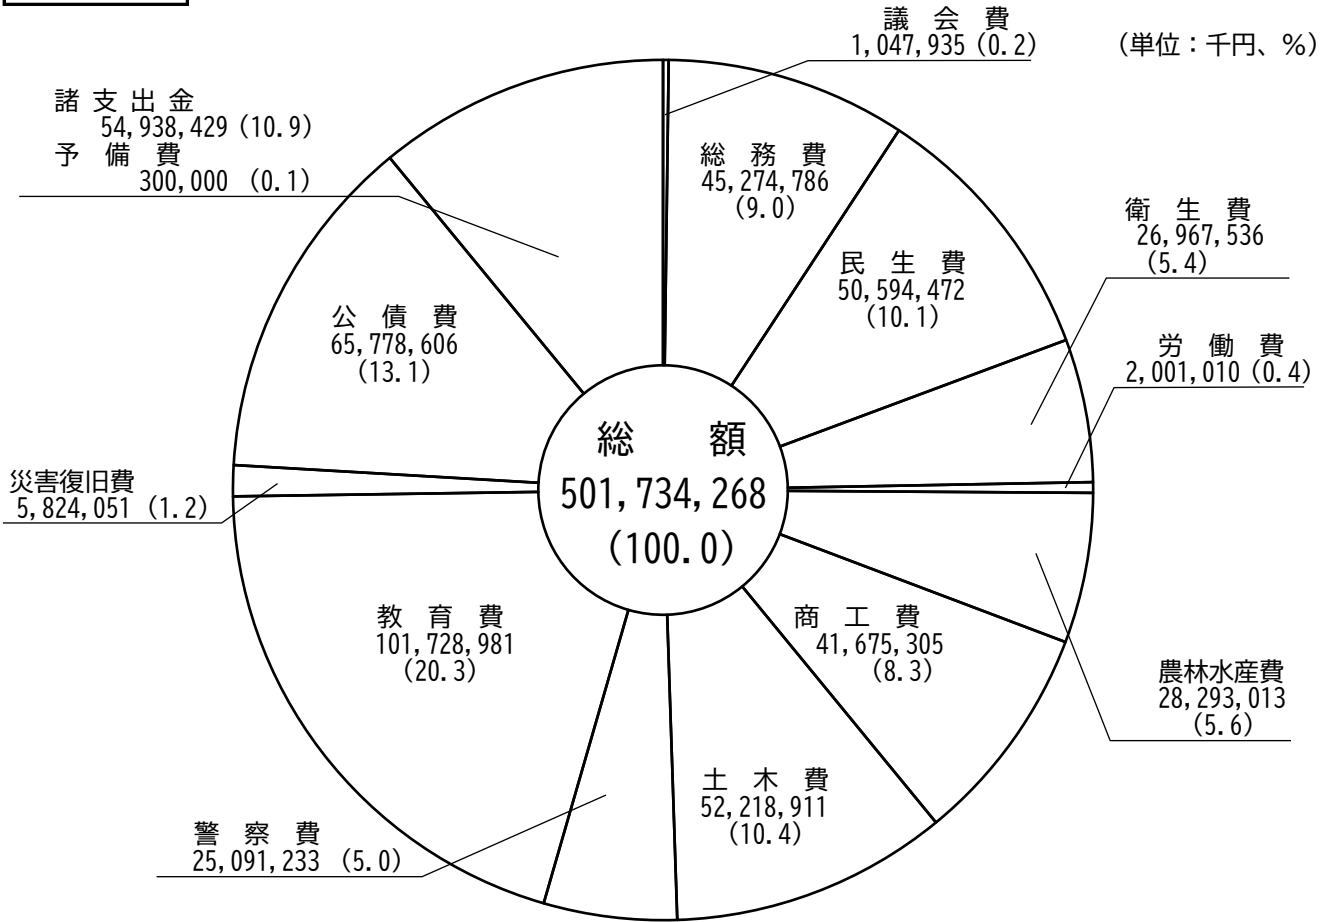 (単位：千円、%)
議会費
1,047,935 (0.2)
総務費
45,274,786
(9.0)
民生費
50,594,472
(10.1)
衛生費
26,967,536
(5.4)
労働費
2,001,010 (0.4)
農林水産費
28,293,013
(5.6)
商工費
41,675,305
(8.3)
土木費
52,218,911
(10.4)
警察費
25,091,233 (5.0)
教育費
101,728,981
(20.3)
災害復旧費
5,824,051 (1.2)
公債費
65,778,606
(13.1)
諸支出金
54,938,429 (10.9)
予備費
300,000 (0.1)
総額
501,734,268
(100.0)